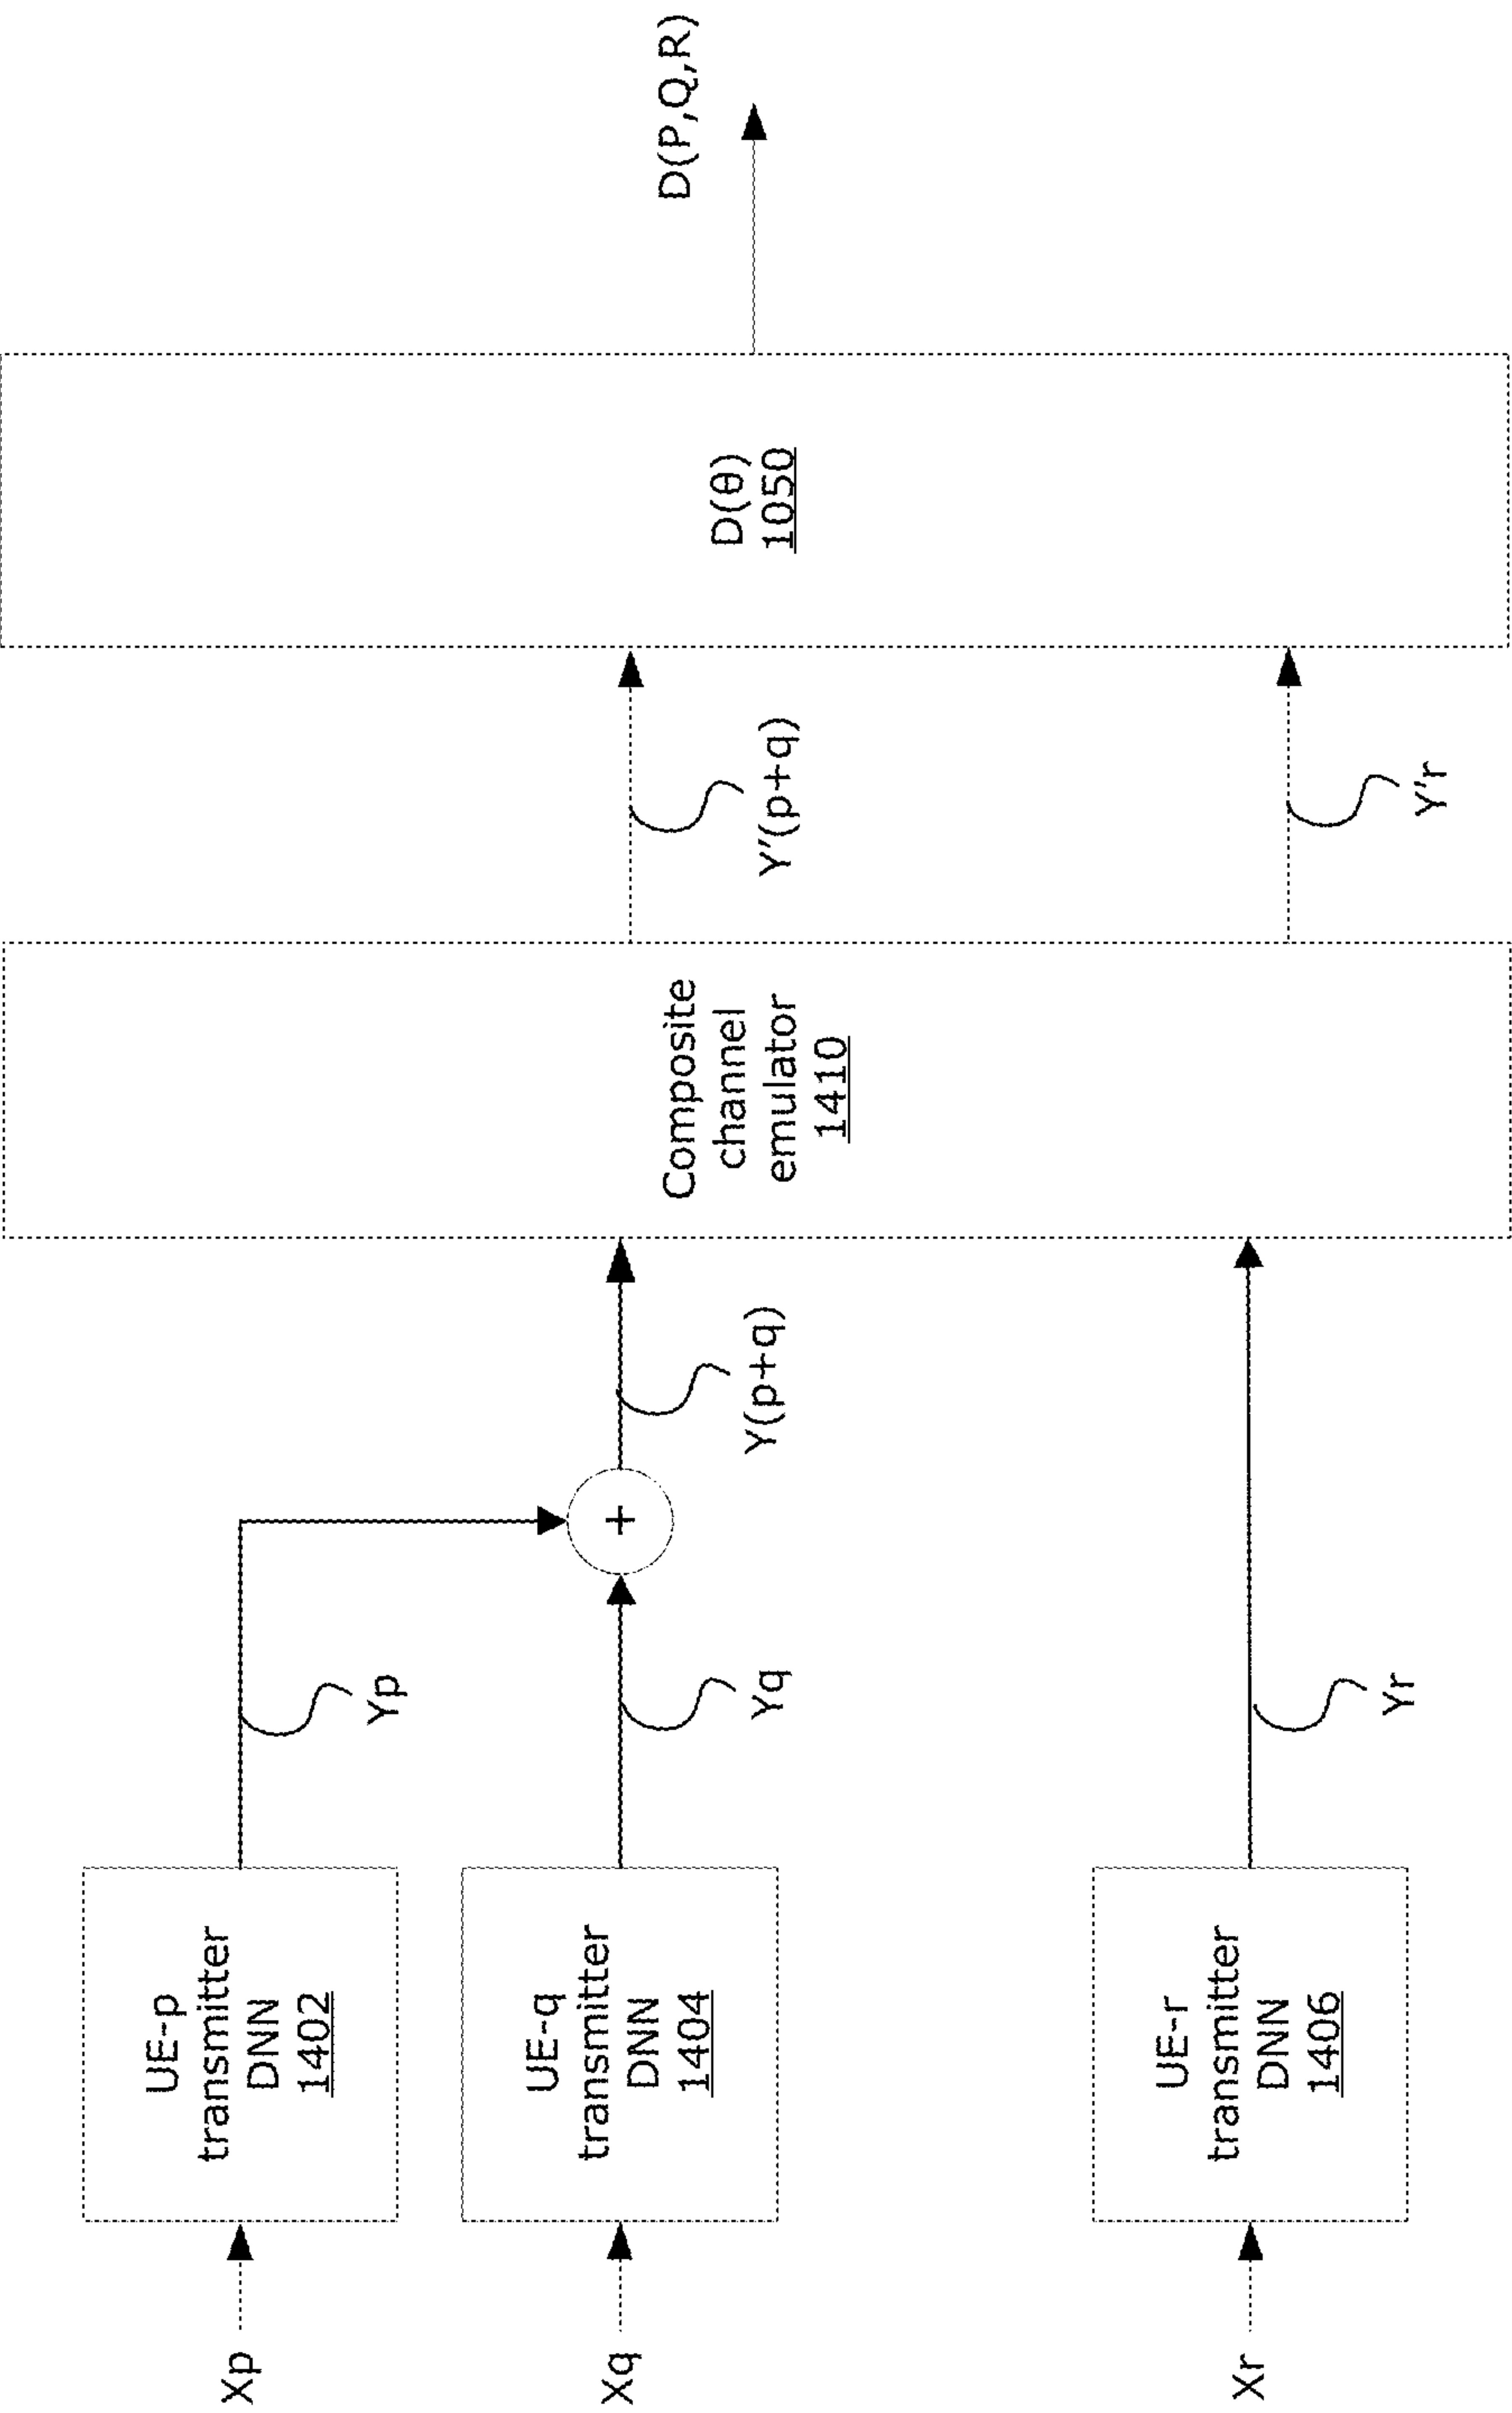 Xp
UE-p
transmitter
DNN
1402
Yp
Xq
UE-q
transmitter
DNN
1404
Yq
+
Y(p+q)
Xr
UE-r
transmitter
DNN
1406
Yr
Composite
channel
emulator
1410
Y'(p+q)
Y'r
D(θ)
1050
D(P,Q,R)